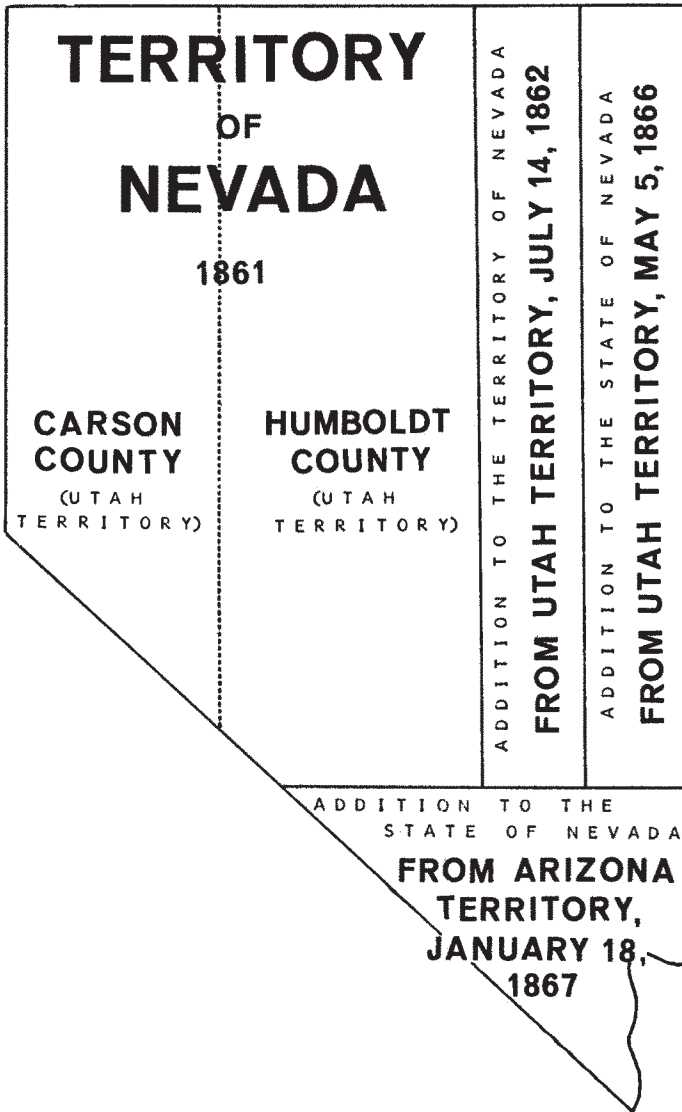 TERRITORY
OF
NEVADA
1861
CARSON
COUNTY
(UTAH
TERRITORY)
HUMBOLDT
COUNTY
(UTAH
TERRITORY)
ADDITION TO THE TERRITORY OF NEVADA
FROM UTAH TERRITORY, JULY 14, 1862
ADDITION TO THE STATE OF NEVADA
FROM UTAH TERRITORY, MAY 5, 1866
ADDITION TO THE
STATE OF NEVADA
FROM ARIZONA
TERRITORY,
JANUARY 18,
1867